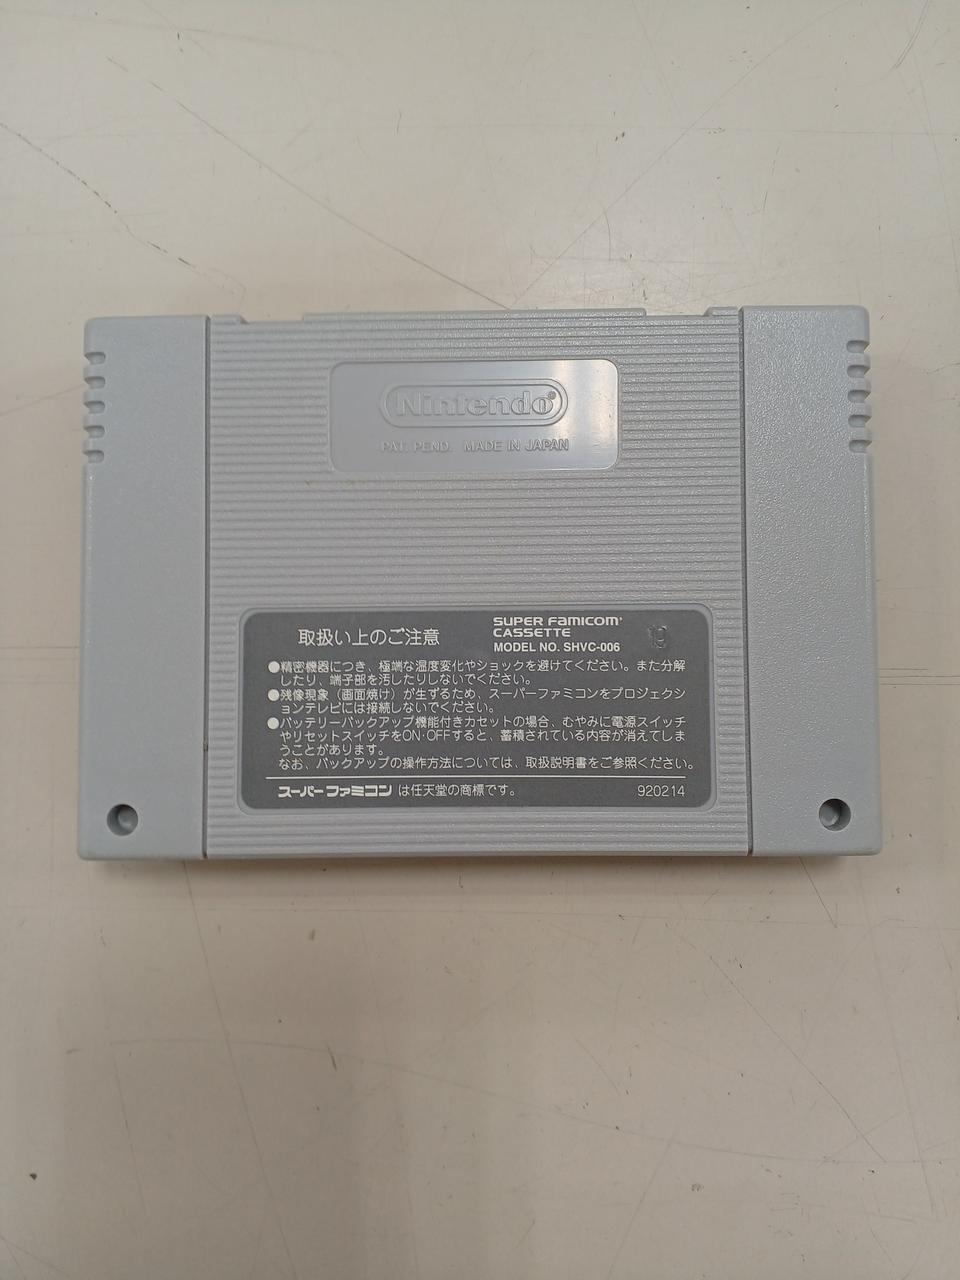 Nintendo®
PAT. PEND. MADE IN JAPAN
取扱い上のご注意
SUPER FAMICOM®
CASSETTE
MODEL NO. SHVC-006
19
●精密機器につき、極端な温度変化やショックを避けてください。また分解
したり、端子部を汚したりしないでください。
●残像現象（画面焼け）が生ずるため、スーパーファミコンをプロジェクシ
ョンテレビには接続しないでください。
●バッテリーバックアップ機能付きカセットの場合、むやみに電源スイッチ
やリセットスイッチをON·OFFすると、蓄積されている内容が消えてしま
うことがあります。
なお、バックアップの操作方法については、取扱説明書をご参照ください。
スーパーファミコン は任天堂の商標です。
920214